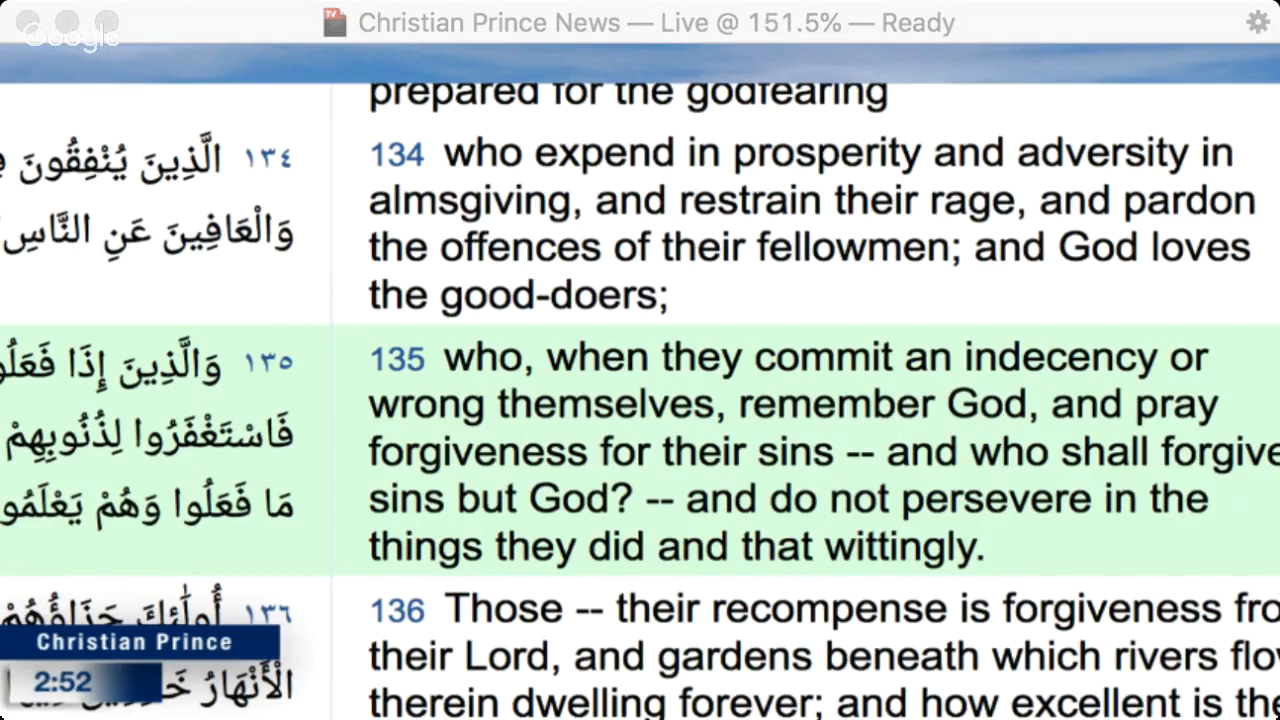 Christian Prince News — Live @ 151.5% — Ready
Google
prepared for the godfearing
١٣٤ الَّذِينَ يُنْفِقُونَ
وَالْعَافِينَ عَنِ النَّاسِ
134 who expend in prosperity and adversity in
almsgiving, and restrain their rage, and pardon
the offences of their fellowmen; and God loves
the good-doers;
١٣٥ وَالَّذِينَ إِذَا
فَاسْتَغْفَرُوا لِذُنُوبِهِمْ
مَا فَعَلُوا وَهُمْ
135 who, when they commit an indecency or
wrong themselves, remember God, and pray
forgiveness for their sins -- and who shall forgive
sins but God? -- and do not persevere in the
things they did and that wittingly.
١٣٦ أُولَٰئِكَ جَزَاؤُهُمْ
الْأَنْهَارُ
136 Those -- their recompense is forgiveness
their Lord, and gardens beneath which rivers
therein dwelling forever; and how excellent is
Christian Prince
2:52